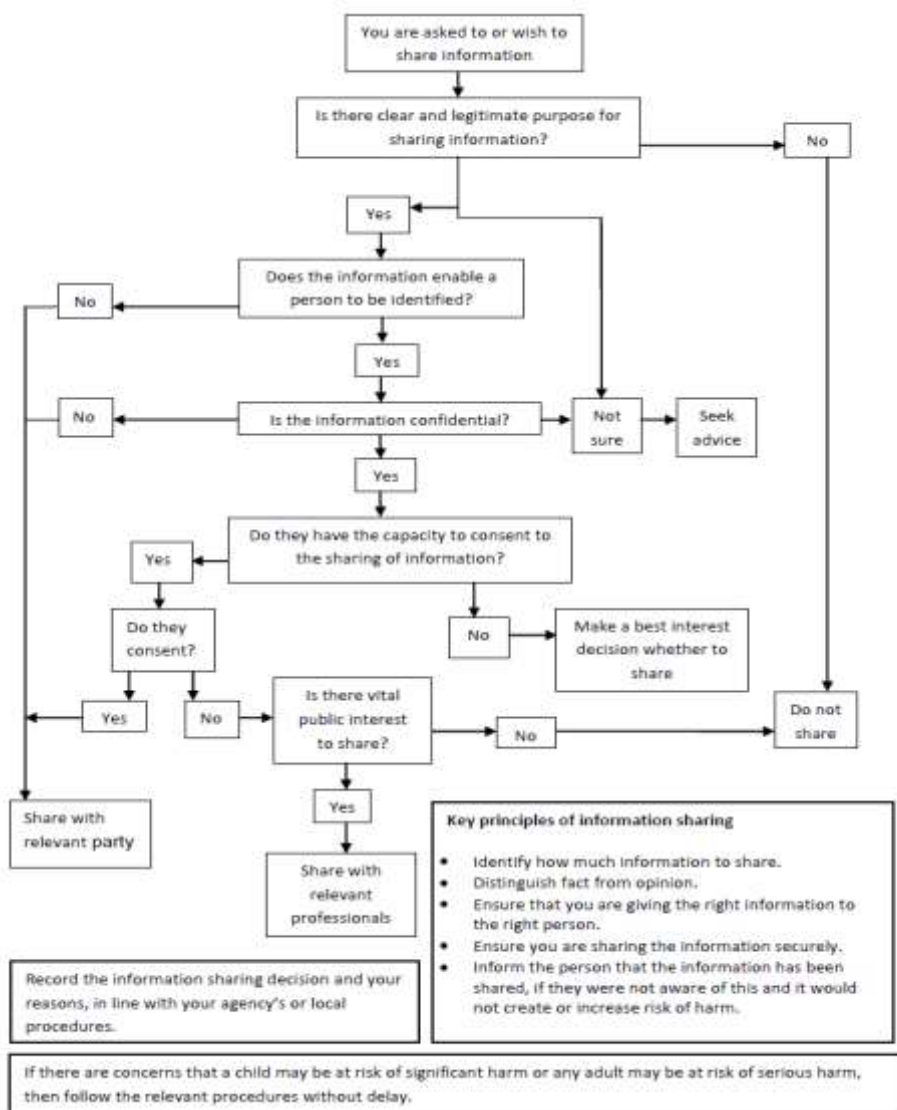 You are asked to or wish to
share information
Is there clear and legitimate purpose for
sharing information?
No
Yes
Does the information enable a
person to be identified?
No
Yes
Is the information confidential?
No
Not
sure
Seek
advice
Yes
Do they have the capacity to consent to
the sharing of information?
Yes
No
Make a best interest
decision whether to
share
Do they
consent?
Yes
No
Is there vital
public interest
to share?
No
Do not
share
Yes
Share with
relevant party
Share with
relevant
professionals
Key principles of information sharing
• Identify how much information to share.
• Distinguish fact from opinion.
• Ensure that you are giving the right information to
the right person.
• Ensure you are sharing the information securely.
• Inform the person that the information has been
shared, if they were not aware of this and it would
not create or increase risk of harm.
Record the information sharing decision and your
reasons, in line with your agency's or local
procedures.
If there are concerns that a child may be at risk of significant harm or any adult may be at risk of serious harm,
then follow the relevant procedures without delay.